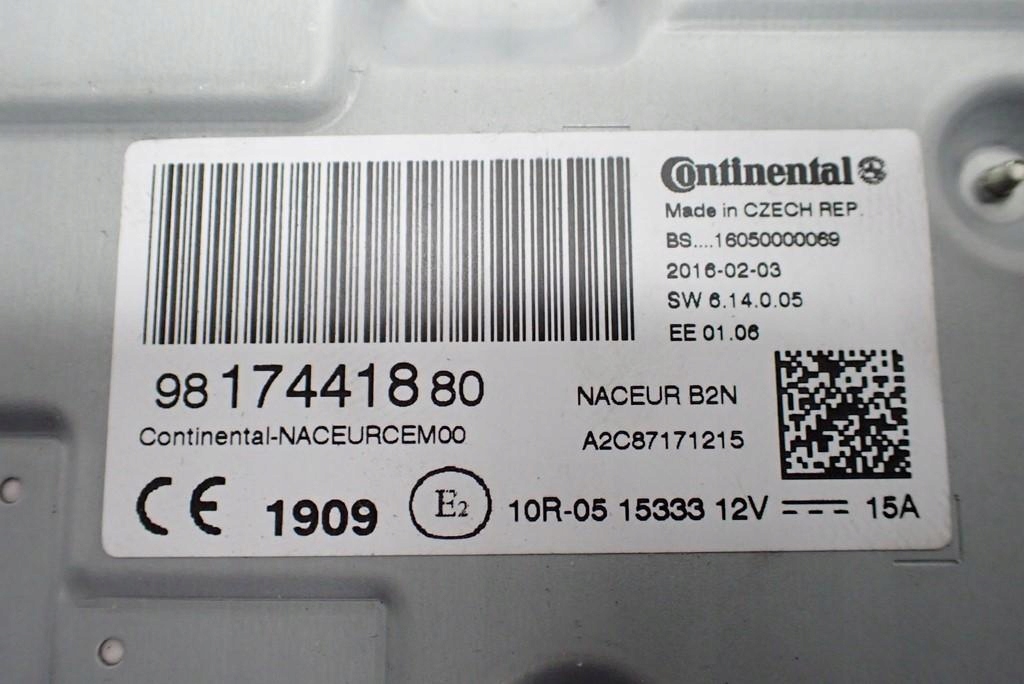 Continental
Made in CZECH REP.
BS....16050000069
2016-02-03
SW 6.14.0.05
EE 01.06
98 174418 80
NACEUR B2N
Continental-NACEURCEM00
A2C87171215
CE 1909 E2 10R-05 15333 12V 15A